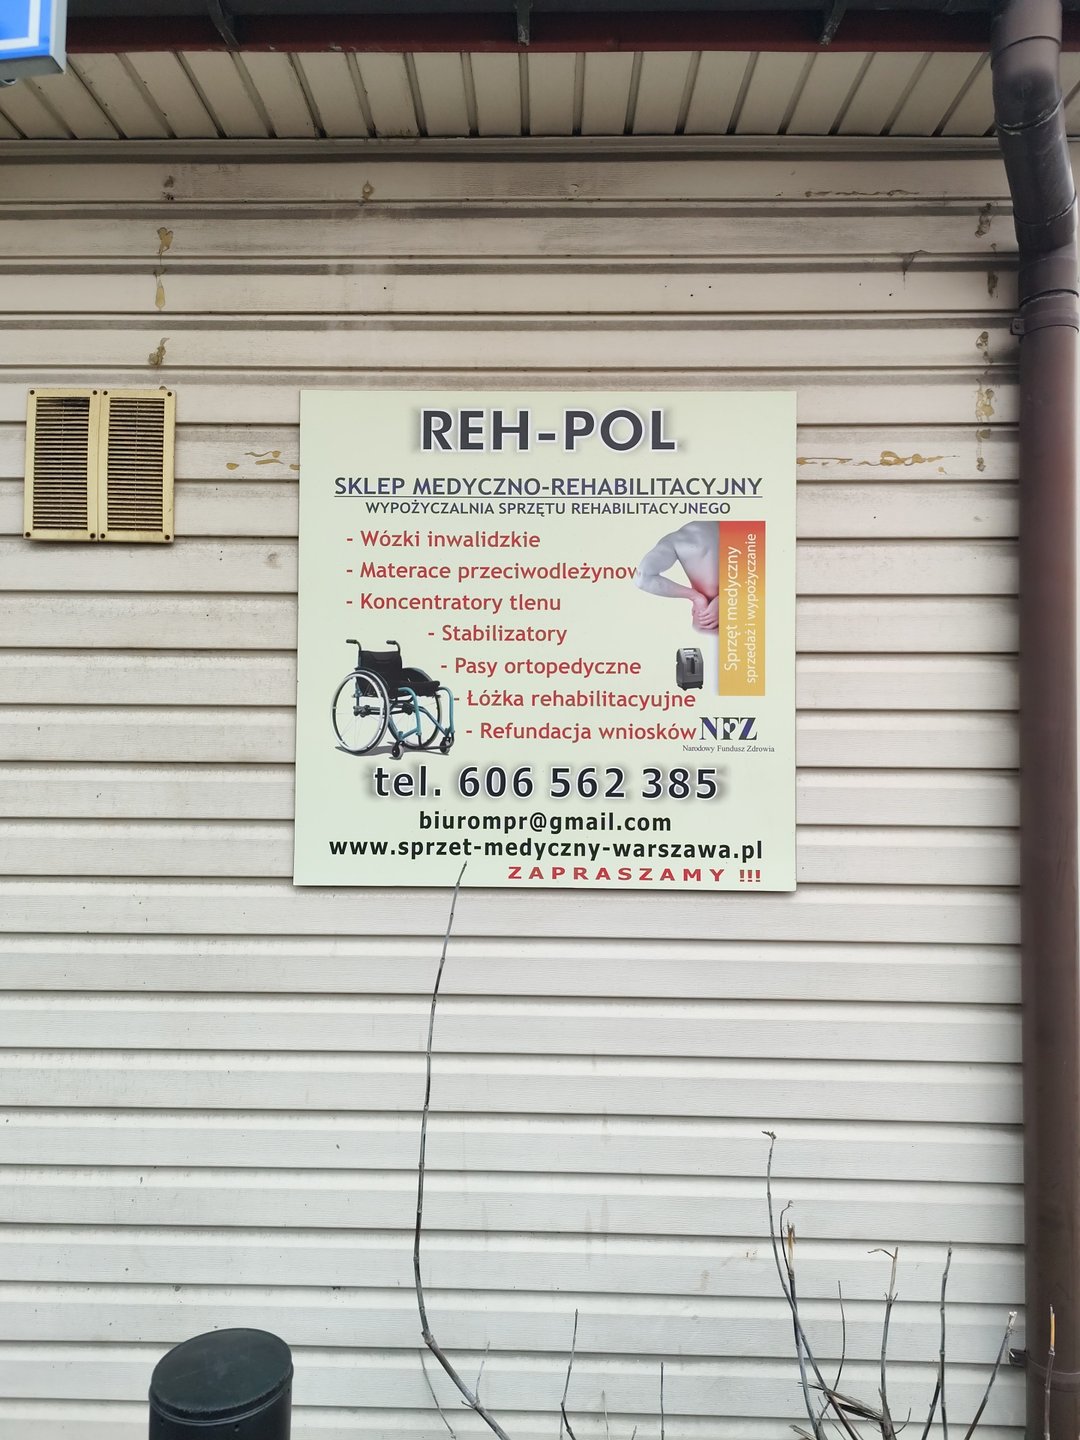 REH-POL
SKLEP MEDYCZNO-REHABILITACYJNY
WYPOŻYCZALNIA SPRZĘTU REHABILITACYJNEGO
- Wózki inwalidzkie
- Materace przeciwodleżynow
- Koncentratory tlenu
- Stabilizatory
- Pasy ortopedyczne
- Łóżka rehabilitacyujne
- Refundacja wniosków
Sprzęt medyczny
sprzedaż i wypożyczanie
NFZ
Narodowy Fundusz Zdrowia
tel. 606 562 385
biurompr@gmail.com
www.sprzet-medyczny-warszawa.pl
ZAPRASZAMY !!!